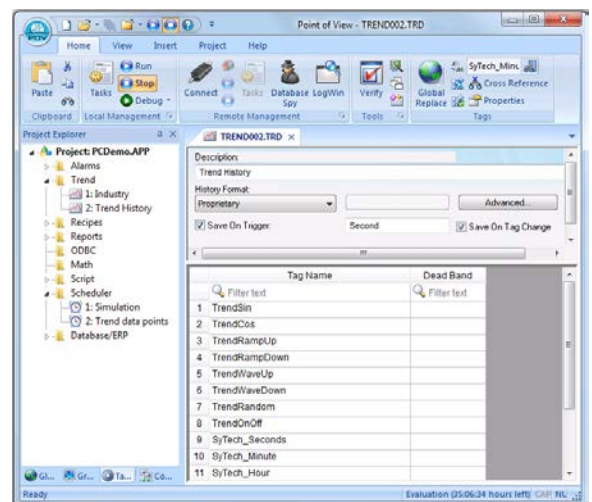 Point of View - TREND002.TRD
POV
Home View Insert Project Help
Paste
Clipboard
Tasks
Run
Stop
Debug
Local Management
Connect
Tasks
Database Spy
LogWin
Remote Management
Verify
Tools
Global Replace
SyTech_Minu
Cross Reference
Properties
Tags
Project Explorer
Project: PCDemo.APP
Alarms
Trend
1: Industry
2: Trend History
Recipes
Reports
ODBC
Math
Script
Scheduler
1: Simulation
2: Trend data points
Database/ERP
Gl... Gr... Ta... Co...
TREND002.TRD
Description:
Trend History
History Format:
Proprietary
Advanced...
Save On Trigger:
Second
Save On Tag Change
Tag Name Dead Band
Filter text Filter text
1 TrendSin
2 TrendCos
3 TrendRampUp
4 TrendRampDown
5 TrendWaveUp
6 TrendWaveDown
7 TrendRandom
8 TrendOnOff
9 SyTech_Seconds
10 SyTech_Minute
11 SyTech_Hour
Ready
Evaluation (25:06:34 hours left) CAP NL